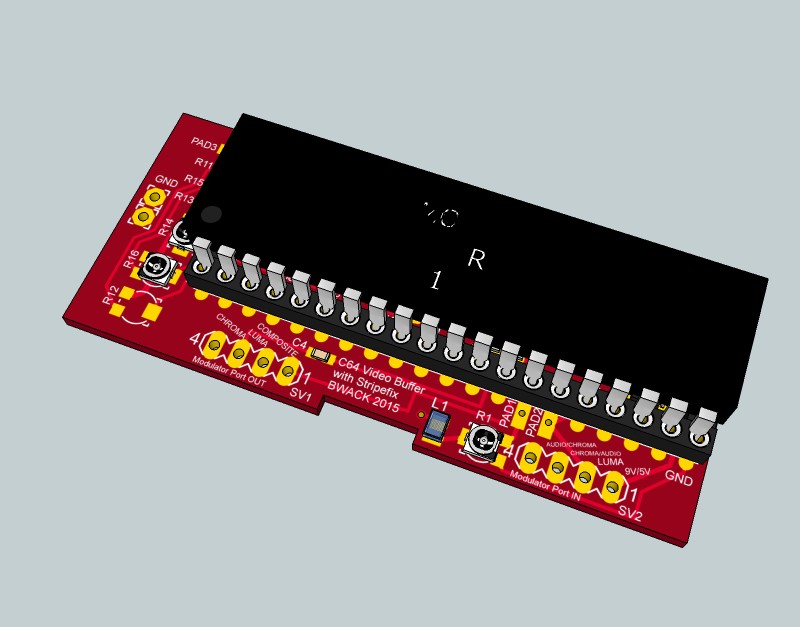 PAD3
R11
R15
GND
R13
R14
R16
R12
R
1
4
CHROMA
LUMA
COMPOSITE
1
Modulator Port OUT
SV1
C4
C64 Video Buffer
with Stripefix
BWACK 2015
L1
R1
PAD1
PAD2
4
AUDIO/CHROMA
CHROMA/AUDIO
LUMA
9V/5V
GND
1
Modulator Port IN
SV2